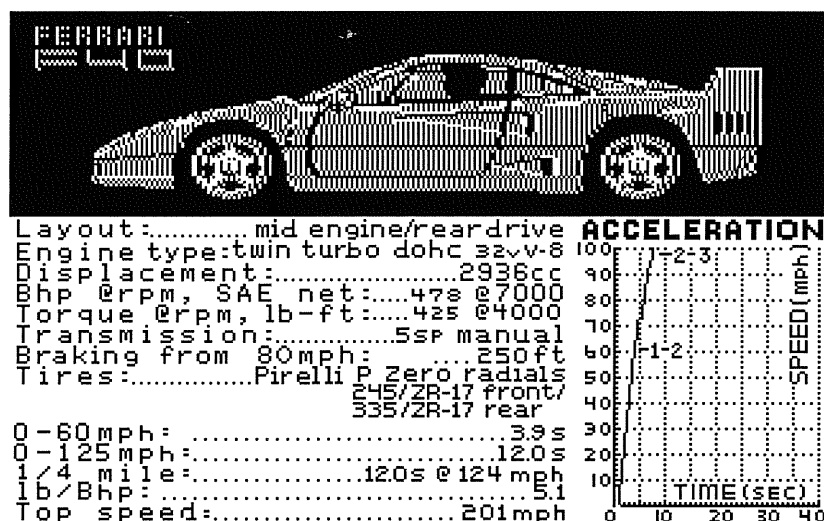 FERRARI
F40
Layout:............. mid engine/rear drive
Engine type:twin turbo dohc 32v V-8
Displacement:......................2936cc
Bhp @rpm, SAE net:.....478 @7000
Torque @rpm, lb-ft:.....425 @4000
Transmission:..............5sp manual
Braking from 80mph: ....250ft
Tires:...............Pirelli P Zero radials
245/ZR-17 front/
335/ZR-17 rear
0-60mph: .....................................3.9s
0-125mph:....................................12.0s
1/4 mile:.....................12.0s @ 124 mph
lb/Bhp: ...........................................5.1
Top speed:.............................201mph
ACCELERATION
100
90
80
70
60
50
40
30
20
10
-2-3
-1-2
SPEED(mph)
TIME(SEC)
0 10 20 30 40